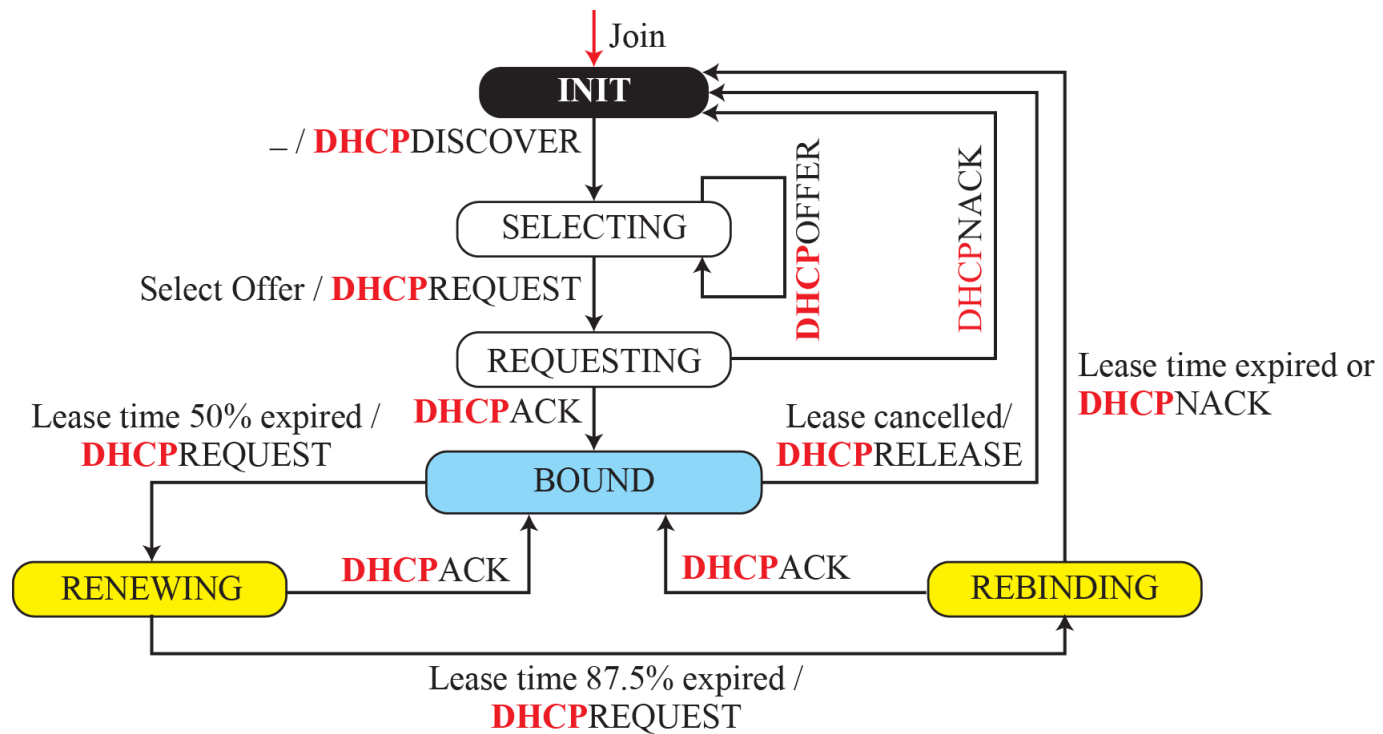 Join
INIT
– / DHCPDISCOVER
SELECTING
DHCPOFFER
DHCPNACK
Select Offer / DHCPREQUEST
REQUESTING
Lease time expired or
DHCPNACK
DHCPACK
Lease time 50% expired /
DHCPREQUEST
Lease cancelled/
DHCPRELEASE
BOUND
RENEWING
DHCPACK
DHCPACK
REBINDING
Lease time 87.5% expired /
DHCPREQUEST